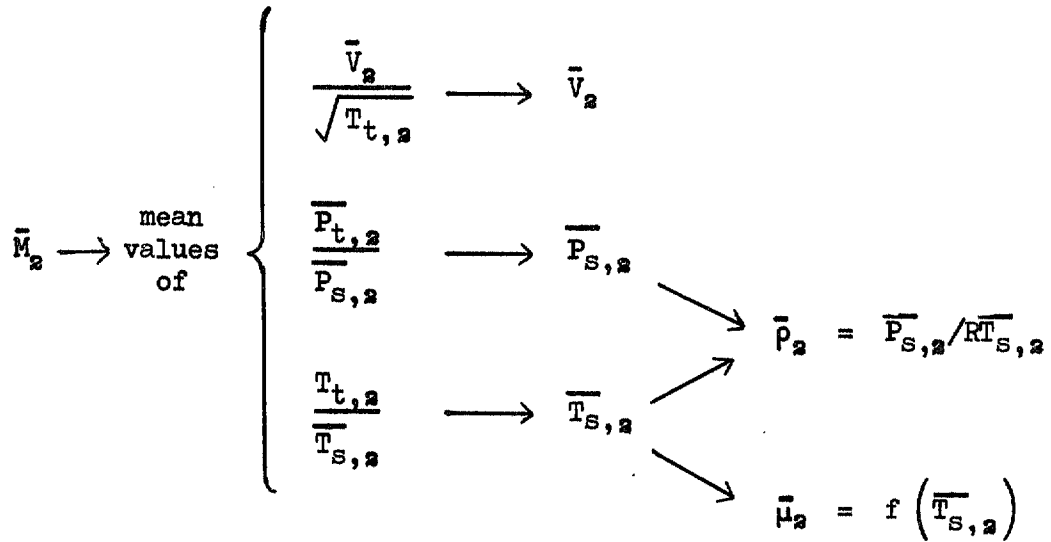 V̄₂ / √T_t,₂ ⟶ V̄₂
M̄₂ ⟶ mean values of {
P̄_t,₂ / P̄_s,₂ ⟶ P̄_s,₂
ρ̄₂ = P̄_s,₂/RT̄_s,₂
T_t,₂ / T̄_s,₂ ⟶ T̄_s,₂
μ̄₂ = f (T̄_s,₂)